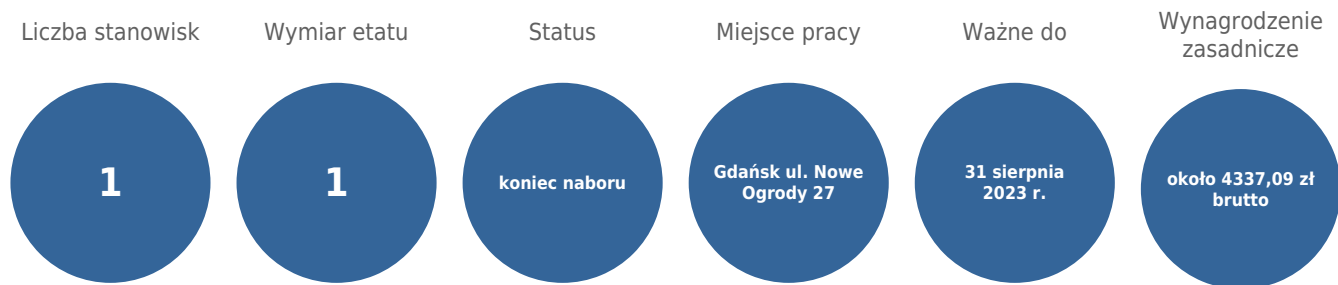 Liczba stanowisk
1
Wymiar etatu
1
Status
koniec naboru
Miejsce pracy
Gdańsk ul. Nowe
Ogrody 27
Ważne do
31 sierpnia
2023 r.
Wynagrodzenie
zasadnicze
około 4337,09 zł
brutto